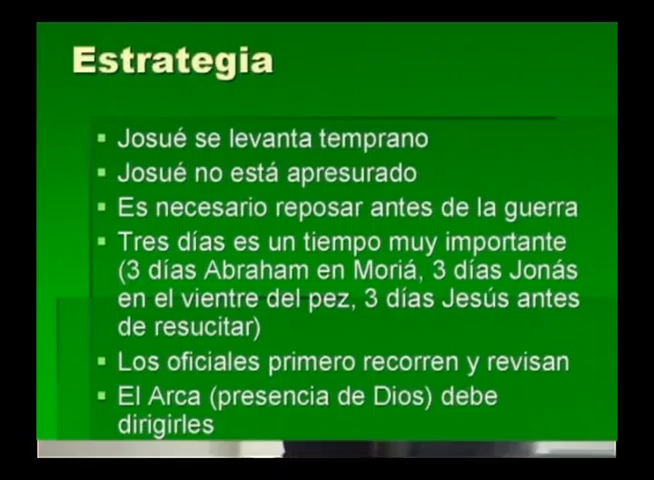 Estrategia
▪ Josué se levanta temprano
▪ Josué no está apresurado
▪ Es necesario reposar antes de la guerra
▪ Tres días es un tiempo muy importante
(3 días Abraham en Moriá, 3 días Jonás
en el vientre del pez, 3 días Jesús antes
de resucitar)
▪ Los oficiales primero recorren y revisan
▪ El Arca (presencia de Dios) debe
dirigirles